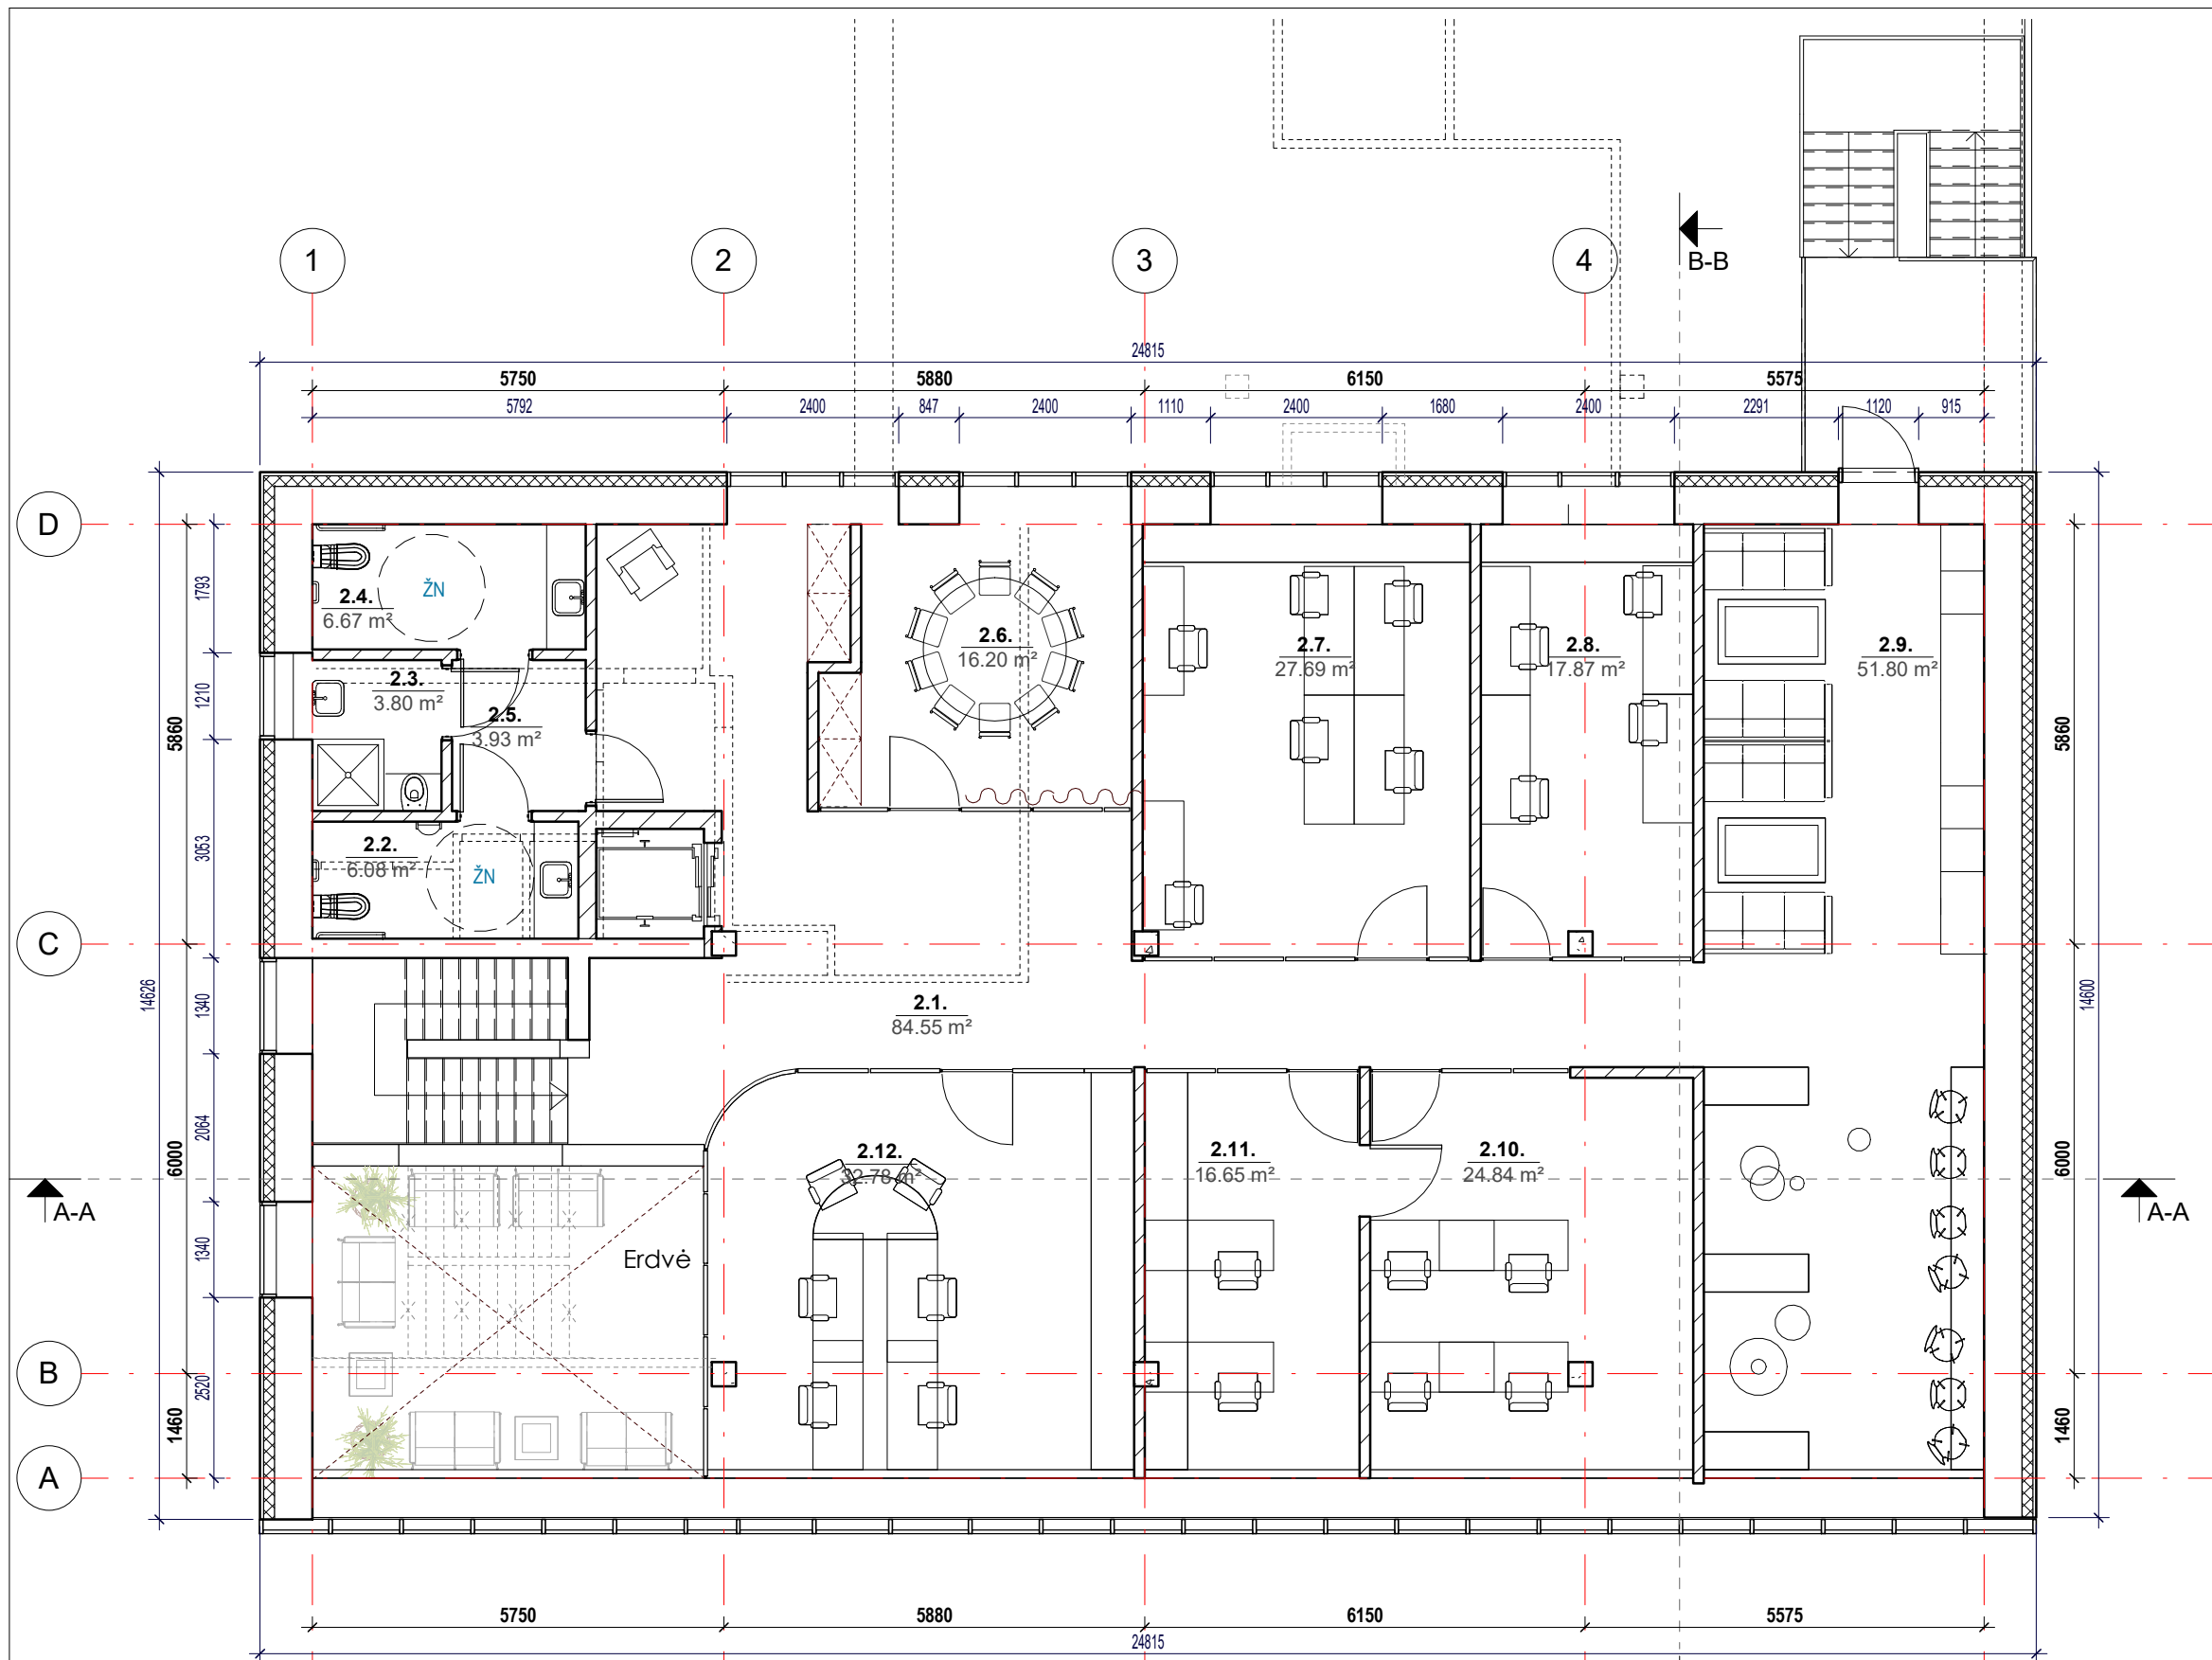 B-B
1 2 3 4
24815
5750 5880 6150 5575
5792 2400 847 2400 1110 2400 1680 2400 2291 1120 915
D
C
B
A
5860
6000
1460
1793
1210
3053
1340
2064
1340
2520
14626
2.4.
6.67 m²
ŽN
2.3.
3.80 m²
2.5.
3.93 m²
2.2.
6.08 m²
ŽN
2.6.
16.20 m²
2.7.
27.69 m²
2.8.
17.87 m²
2.9.
51.80 m²
2.1.
84.55 m²
2.12.
32.78 m²
2.11.
16.65 m²
2.10.
24.84 m²
Erdvė
A-A
A-A
5860
6000
1460
14600
5750 5880 6150 5575
24815